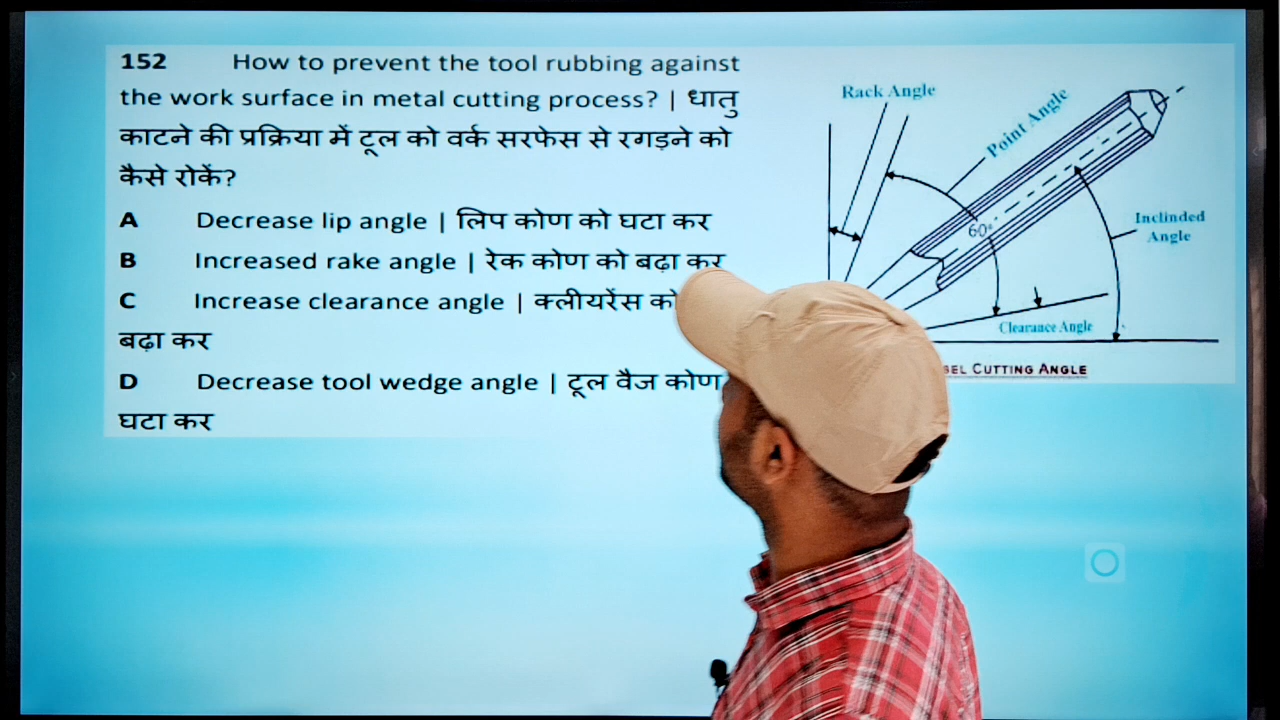 152 How to prevent the tool rubbing against
the work surface in metal cutting process? | धातु
काटने की प्रक्रिया में टूल को वर्क सरफेस से रगड़ने को
कैसे रोकें?
A Decrease lip angle | लिप कोण को घटा कर
B Increased rake angle | रेक कोण को बढ़ा कर
C Increase clearance angle | क्लीयरेंस को
बढ़ा कर
D Decrease tool wedge angle | टूल वैज कोण
घटा कर
Rack Angle
Point Angle
60°
Inclinded
Angle
Clearance Angle
CUTTING ANGLE